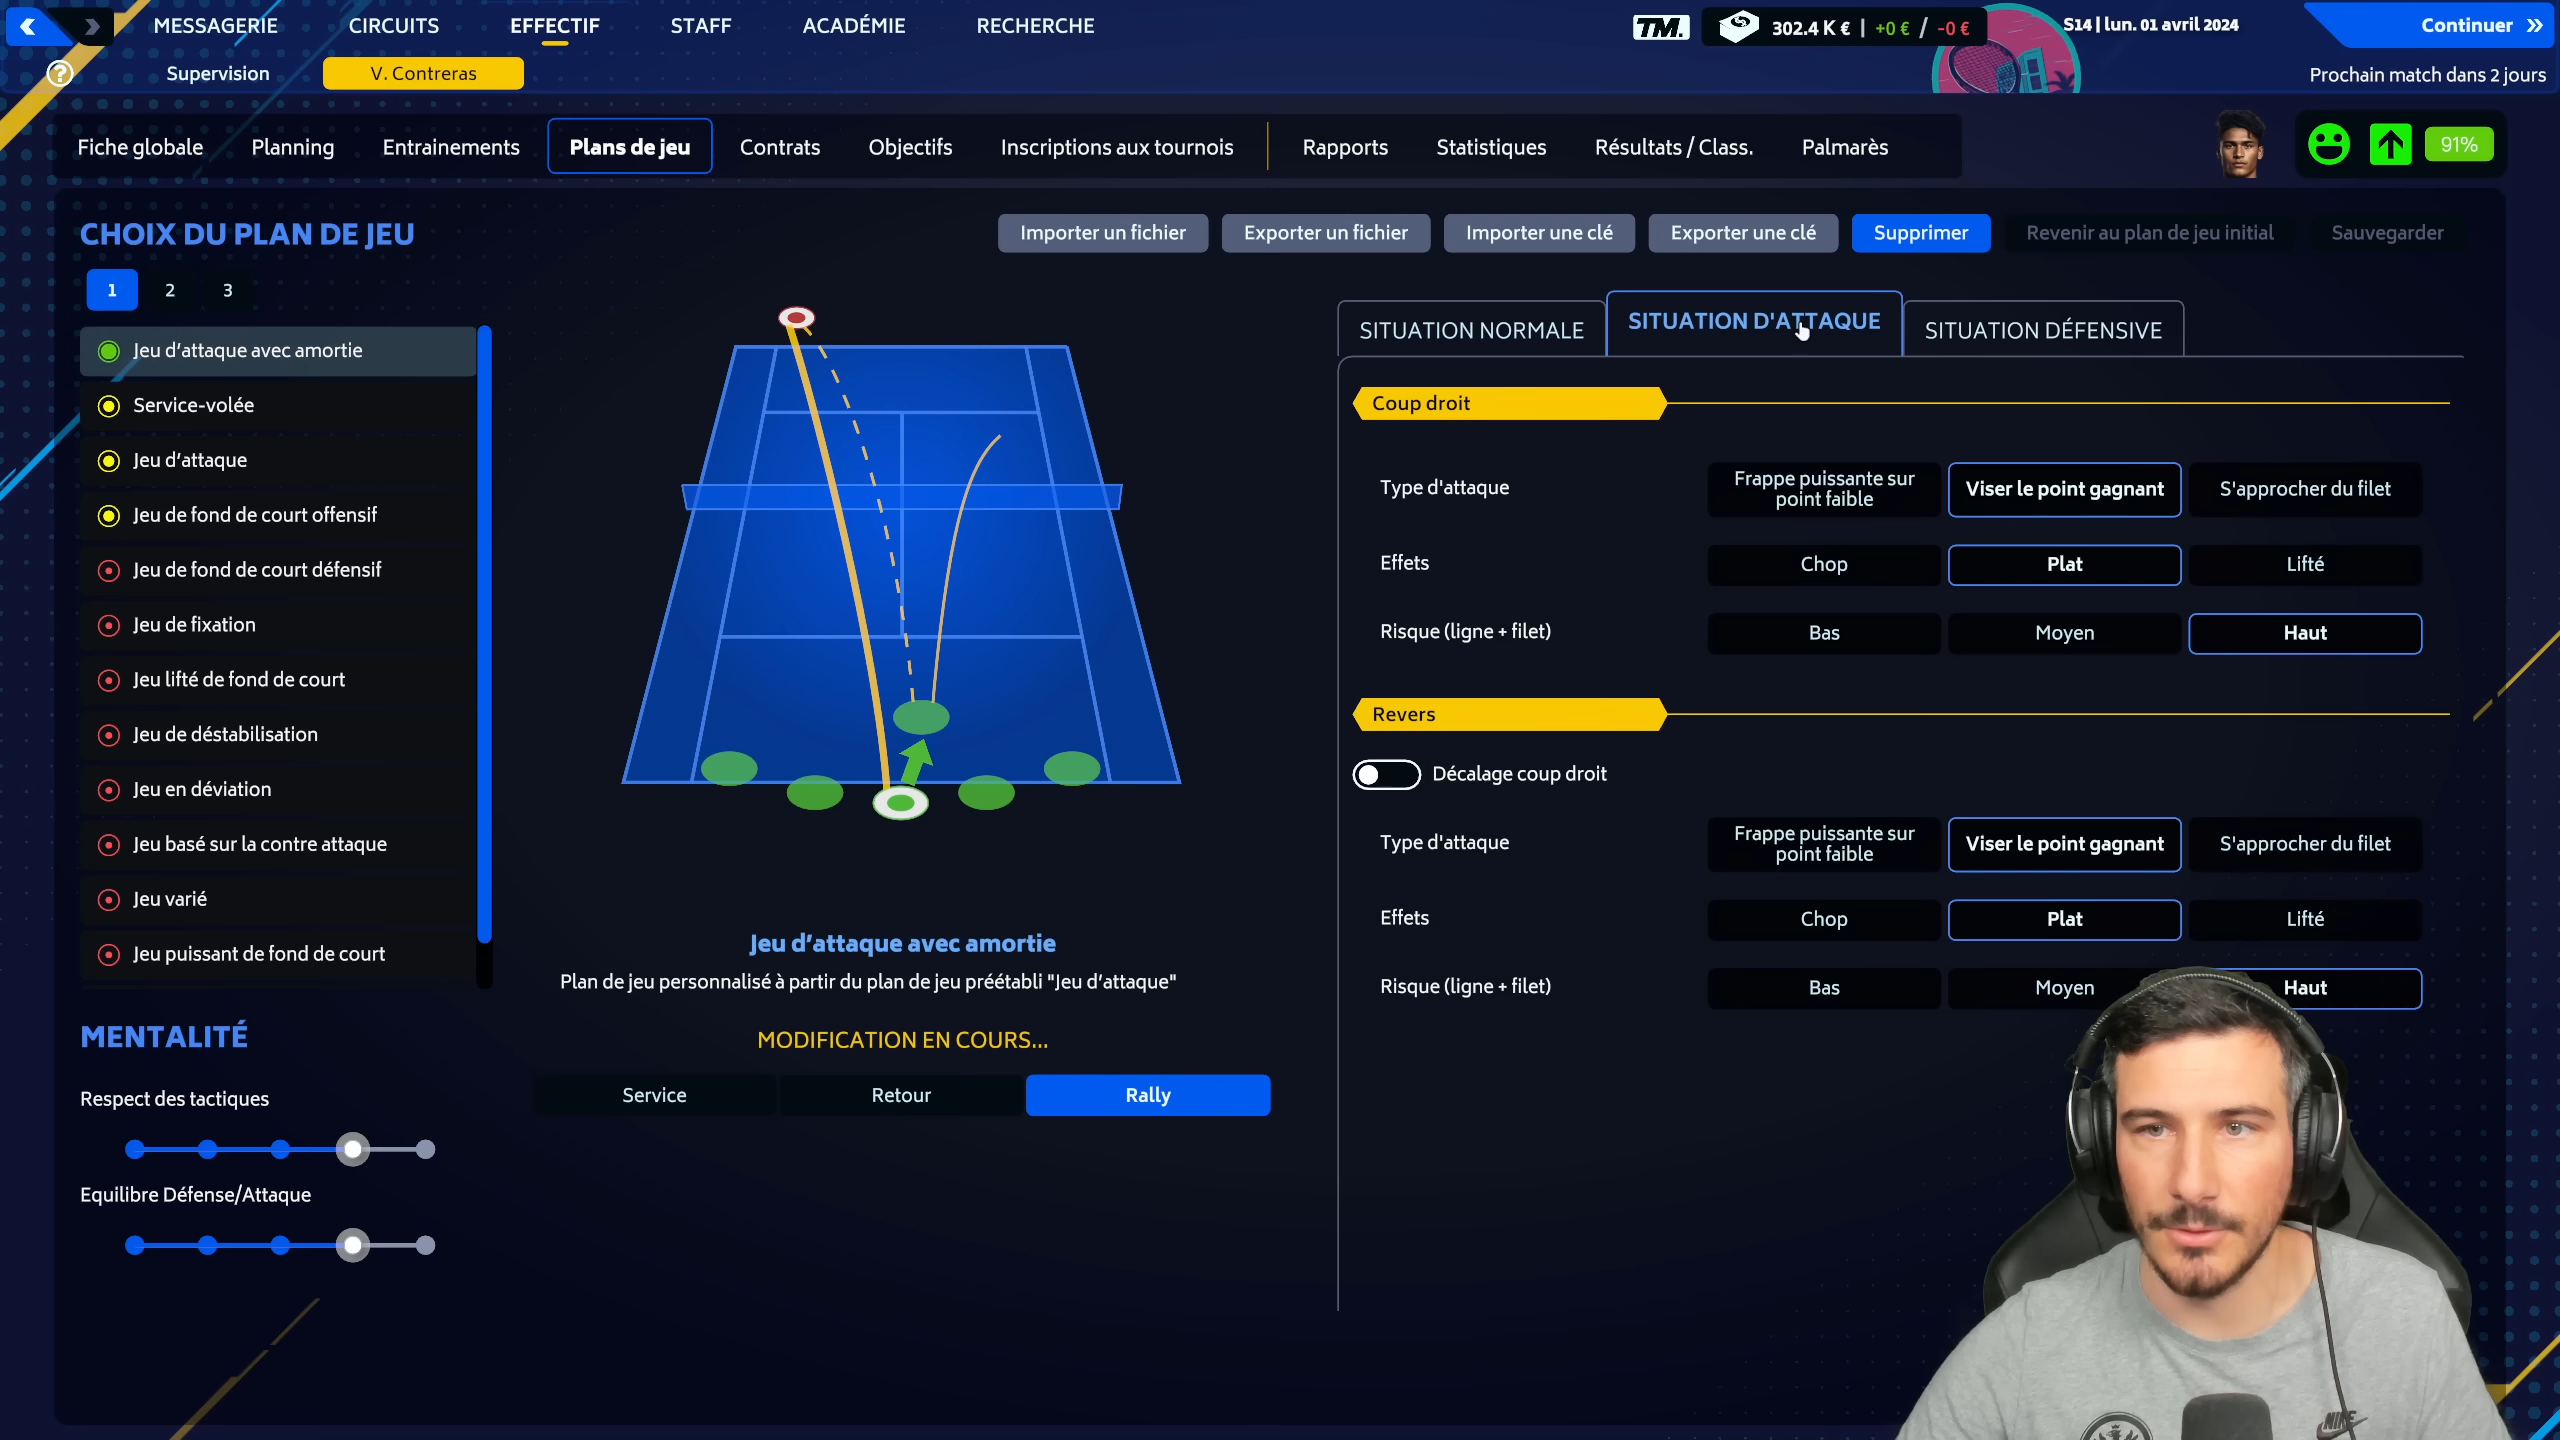 MESSAGERIE CIRCUITS EFFECTIF STAFF ACADÉMIE RECHERCHE
TM. 302.4 K € | +0 € / -0 € S14 | lun. 01 avril 2024 Continuer
? Supervision V. Contreras Prochain match dans 2 jours
Fiche globale Planning Entrainements Plans de jeu Contrats Objectifs Inscriptions aux tournois Rapports Statistiques Résultats / Class. Palmarès 91%
CHOIX DU PLAN DE JEU
Importer un fichier Exporter un fichier Importer une clé Exporter une clé Supprimer Revenir au plan de jeu initial Sauvegarder
1 2 3
Jeu d'attaque avec amortie
Service-volée
Jeu d'attaque
Jeu de fond de court offensif
Jeu de fond de court défensif
Jeu de fixation
Jeu lifté de fond de court
Jeu de déstabilisation
Jeu en déviation
Jeu basé sur la contre attaque
Jeu varié
Jeu puissant de fond de court
MENTALITÉ
Respect des tactiques
Equilibre Défense/Attaque
Jeu d'attaque avec amortie
Plan de jeu personnalisé à partir du plan de jeu préétabli "Jeu d'attaque"
MODIFICATION EN COURS...
Service Retour Rally
SITUATION NORMALE SITUATION D'ATTAQUE SITUATION DÉFENSIVE
Coup droit
Type d'attaque Frappe puissante sur point faible Viser le point gagnant S'approcher du filet
Effets Chop Plat Lifté
Risque (ligne + filet) Bas Moyen Haut
Revers
Décalage coup droit
Type d'attaque Frappe puissante sur point faible Viser le point gagnant S'approcher du filet
Effets Chop Plat Lifté
Risque (ligne + filet) Bas Moyen Haut
NIKE